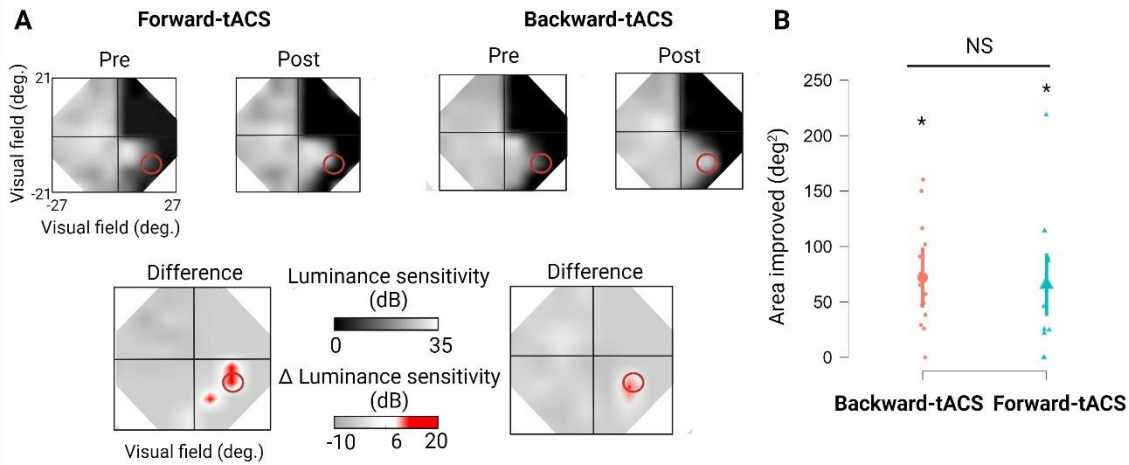 A
Forward-tACS
Backward-tACS
B
Pre
Post
Pre
Post
NS
Visual field (deg.)
21
-21
-27
27
Visual field (deg.)
*
*
Area improved (deg²)
250
200
150
100
50
0
Backward-tACS
Forward-tACS
Difference
Luminance sensitivity
(dB)
0
35
Δ Luminance sensitivity
(dB)
-10
6
20
Visual field (deg.)
Difference